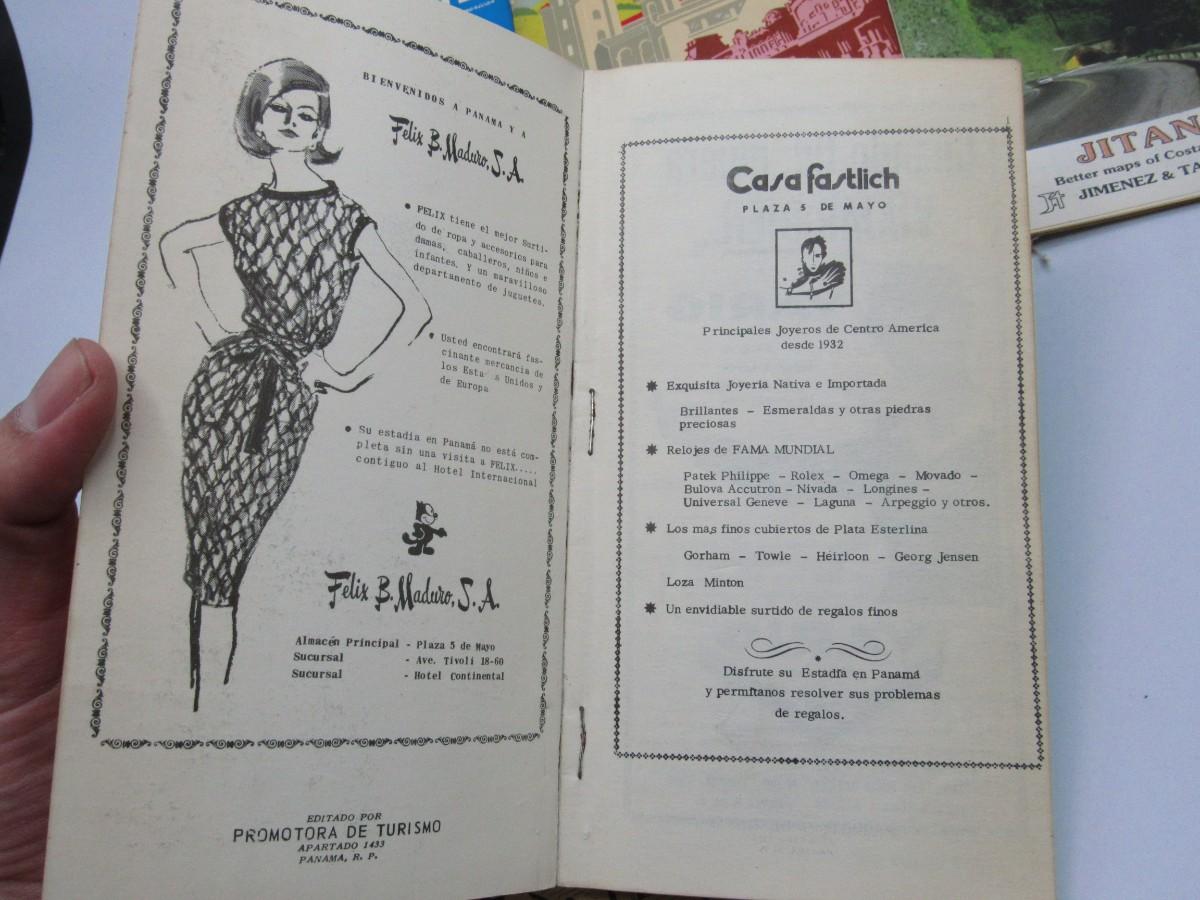 BIENVENIDOS A PANAMA Y A
Felix B. Maduro, S. A.
• FELIX tiene el mejor Surti-
do de ropa y accesorios para
damas, caballeros, niños e
infantes. Y un maravilloso
departamento de juguetes.
• Usted encontrará fas-
cinante mercancía de
los Esta s Unidos y
de Europa
• Su estadía en Panamá no está com-
pleta sin una visita a FELIX.....
contiguo al Hotel Internacional
Felix B. Maduro, S. A.
Almacén Principal - Plaza 5 de Mayo
Sucursal - Ave. Tivoli 18-60
Sucursal - Hotel Continental
EDITADO POR
PROMOTORA DE TURISMO
APARTADO 1433
PANAMA, R. P.
Casa fastlich
PLAZA 5 DE MAYO
Principales Joyeros de Centro America
desde 1932
✸ Exquisita Joyería Nativa e Importada
Brillantes - Esmeraldas y otras piedras
preciosas
✸ Relojes de FAMA MUNDIAL
Patek Philippe - Rolex - Omega - Movado -
Bulova Accutron - Nivada - Longines -
Universal Geneve - Laguna - Arpeggio y otros.
✸ Los mas finos cubiertos de Plata Esterlina
Gorham - Towle - Heirloon - Georg Jensen
Loza Minton
✸ Un envidiable surtido de regalos finos
Disfrute su Estadía en Panamá
y permítanos resolver sus problemas
de regalos.
JITAN
Better maps of Costa
Jt JIMENEZ & TA